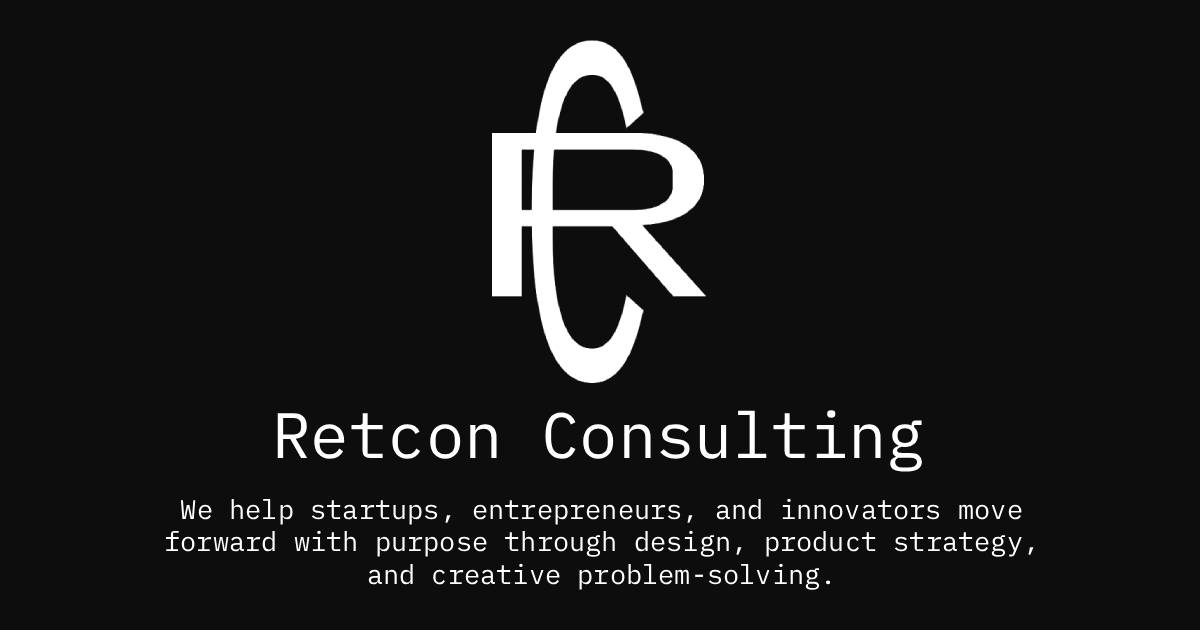 RC
Retcon Consulting
We help startups, entrepreneurs, and innovators move
forward with purpose through design, product strategy,
and creative problem-solving.